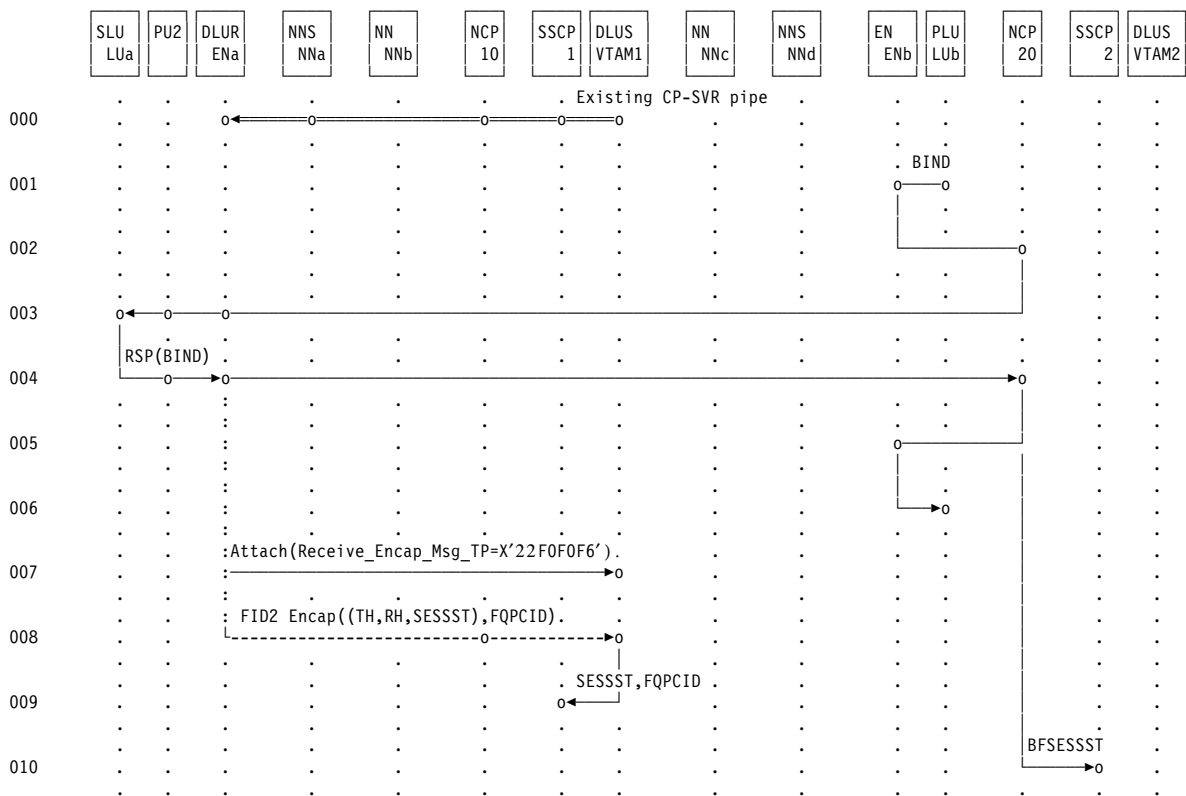 SLU PU2 DLUR NNS NN NCP SSCP DLUS NN NNS EN PLU NCP SSCP DLUS
LUa ENa NNa NNb 10 1 VTAM1 NNc NNd ENb LUb 20 2 VTAM2
Existing CP-SVR pipe
000
BIND
001
002
003
RSP(BIND)
004
005
006
Attach(Receive_Encap_Msg_TP=X'22F0F0F6').
007
FID2 Encap((TH,RH,SESSST),FQPCID).
008
SESSST,FQPCID
009
BFSESSST
010